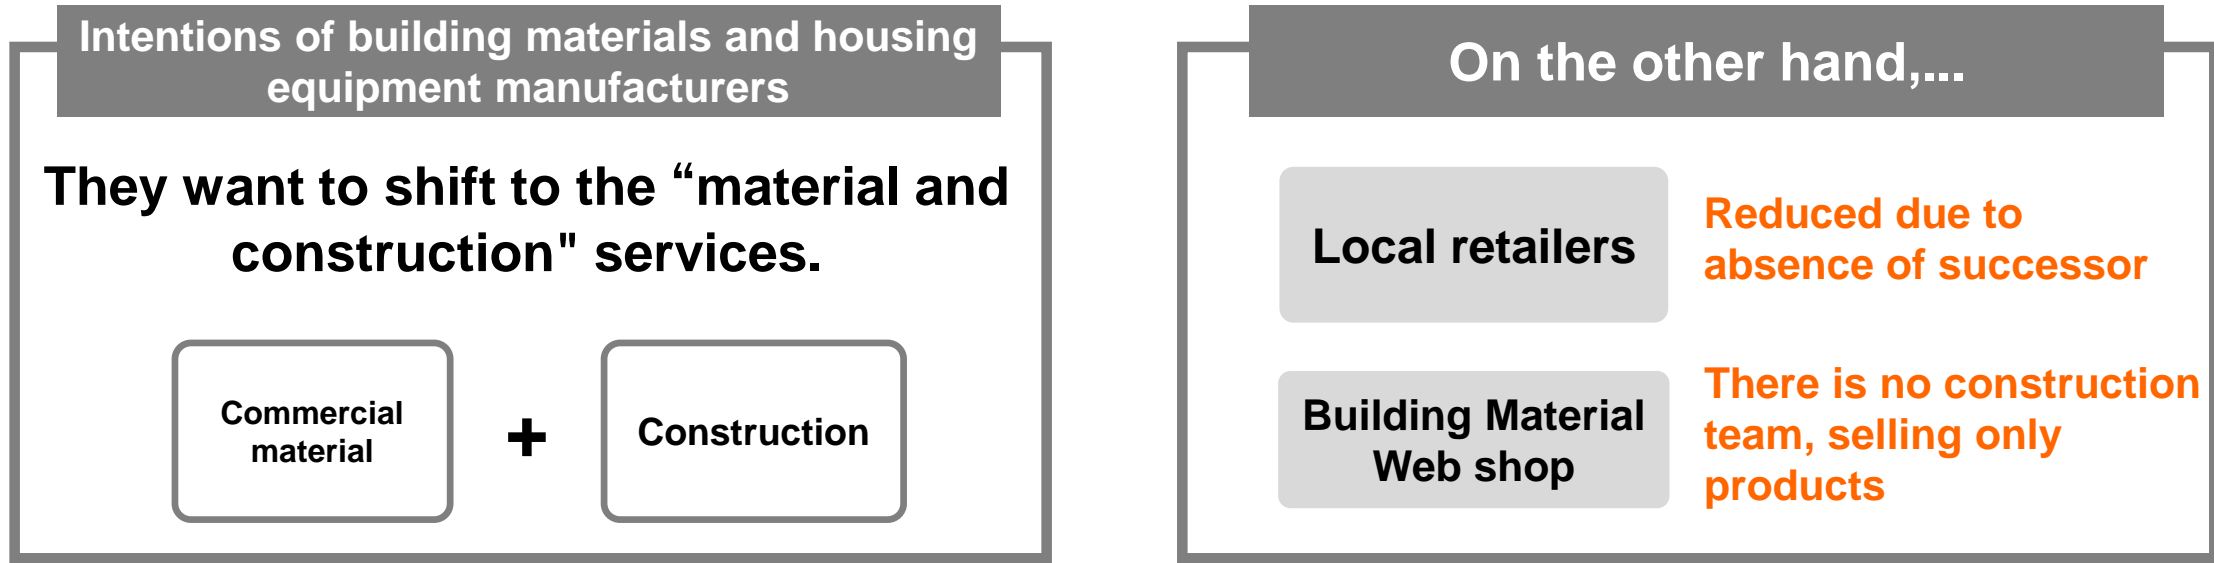 Intentions of building materials and housing
equipment manufacturers
They want to shift to the “material and
construction" services.
Commercial
material
+
Construction
On the other hand,...
Local retailers
Reduced due to
absence of successor
Building Material
Web shop
There is no construction
team, selling only
products